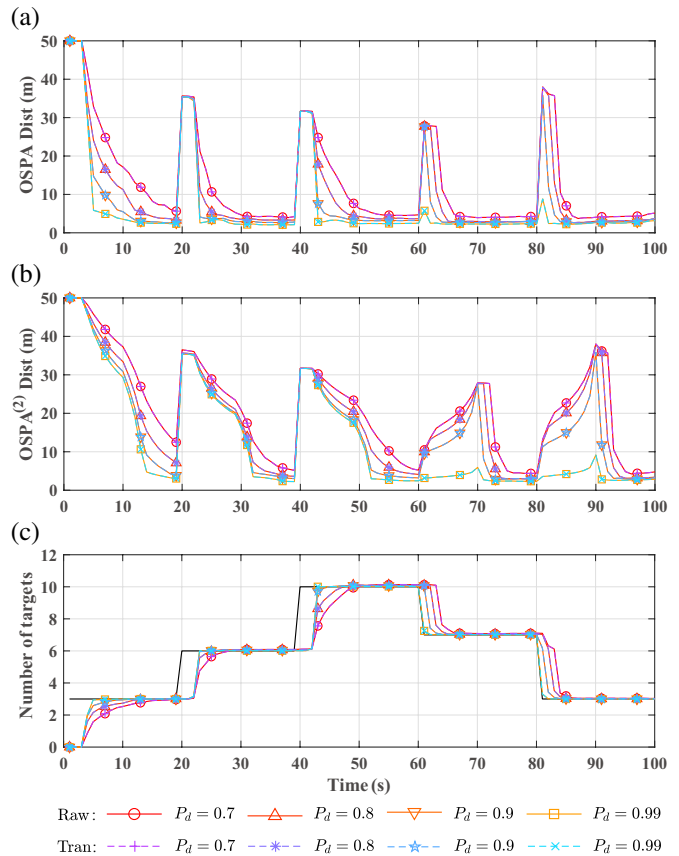 (a)
OSPA Dist (m)
50
40
30
20
10
0
0 10 20 30 40 50 60 70 80 90 100
(b)
OSPA(2) Dist (m)
50
40
30
20
10
0
0 10 20 30 40 50 60 70 80 90 100
(c)
Number of targets
12
10
8
6
4
2
0
0 10 20 30 40 50 60 70 80 90 100
Time (s)
Raw: Pd = 0.7 Pd = 0.8 Pd = 0.9 Pd = 0.99
Tran: Pd = 0.7 Pd = 0.8 Pd = 0.9 Pd = 0.99